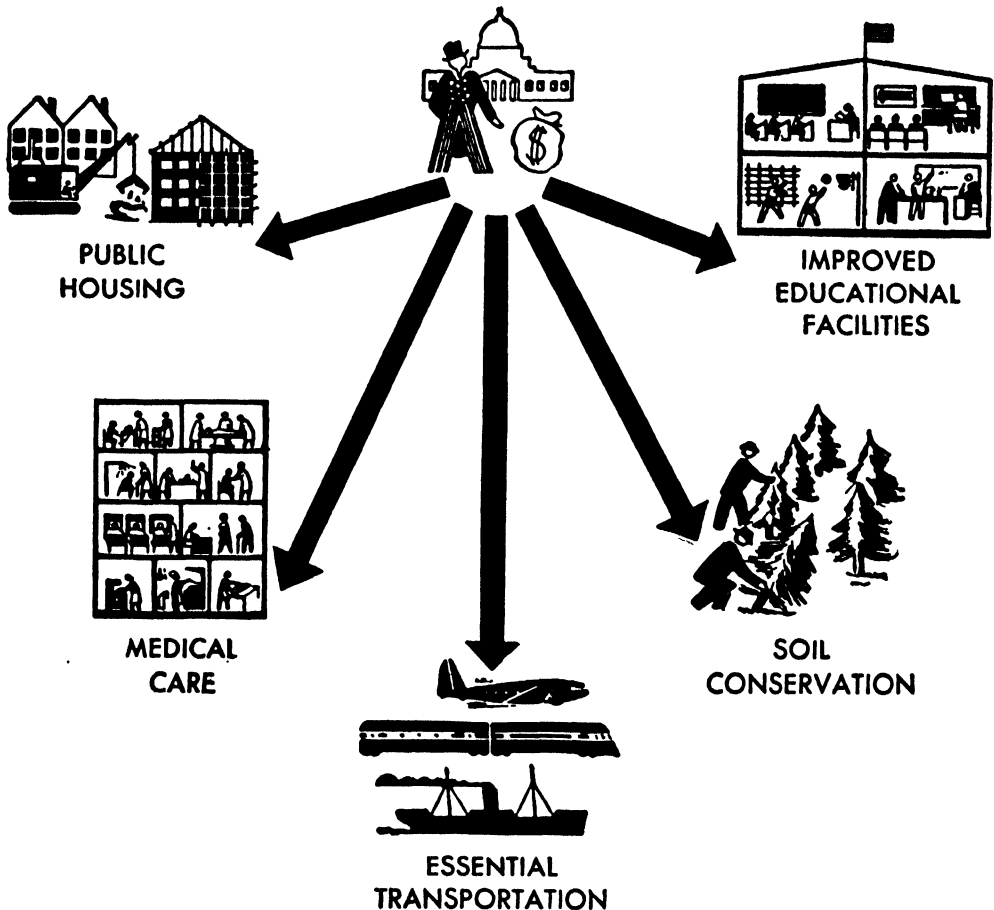 $
PUBLIC
HOUSING
IMPROVED
EDUCATIONAL
FACILITIES
MEDICAL
CARE
SOIL
CONSERVATION
ESSENTIAL
TRANSPORTATION